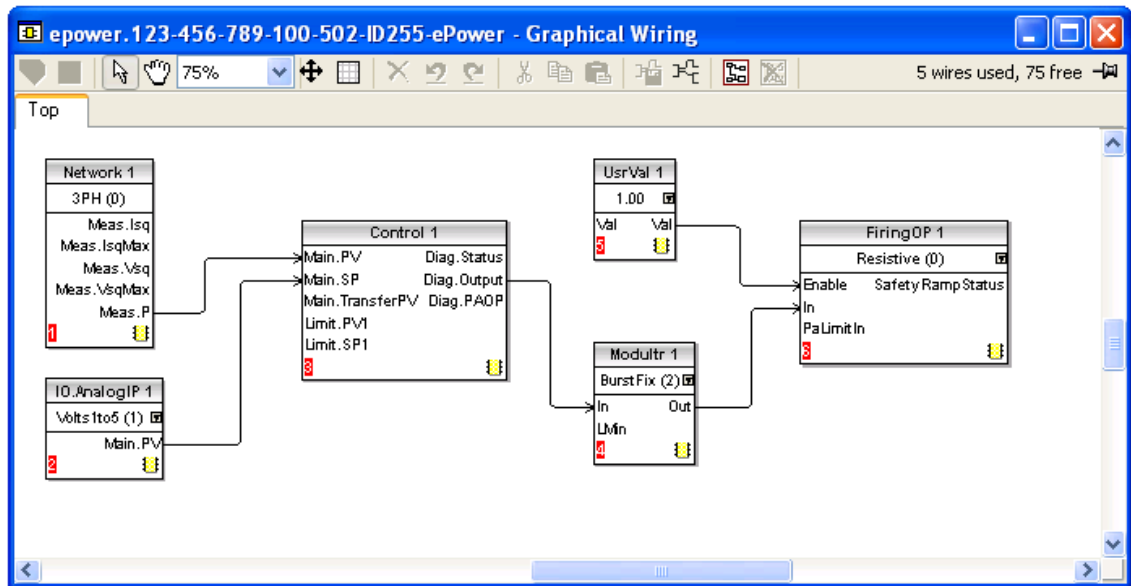 epower.123-456-789-100-502-ID255-ePower - Graphical Wiring
75%
5 wires used, 75 free
Top
Network 1
3PH (0)
Meas.Isq
Meas.IsqMax
Meas.Vsq
Meas.VsqMax
Meas.P
1
IO.AnalogIP 1
Volts1to5 (1)
Main.PV
2
Control 1
Main.PV Diag.Status
Main.SP Diag.Output
Main.TransferPV Diag.PAOP
Limit.PV1
Limit.SP1
3
UsrVal 1
1.00
Val Val
5
Modultr 1
BurstFix (2)
In Out
LMin
4
FiringOP 1
Resistive (0)
Enable SafetyRampStatus
In
PaLimitIn
6